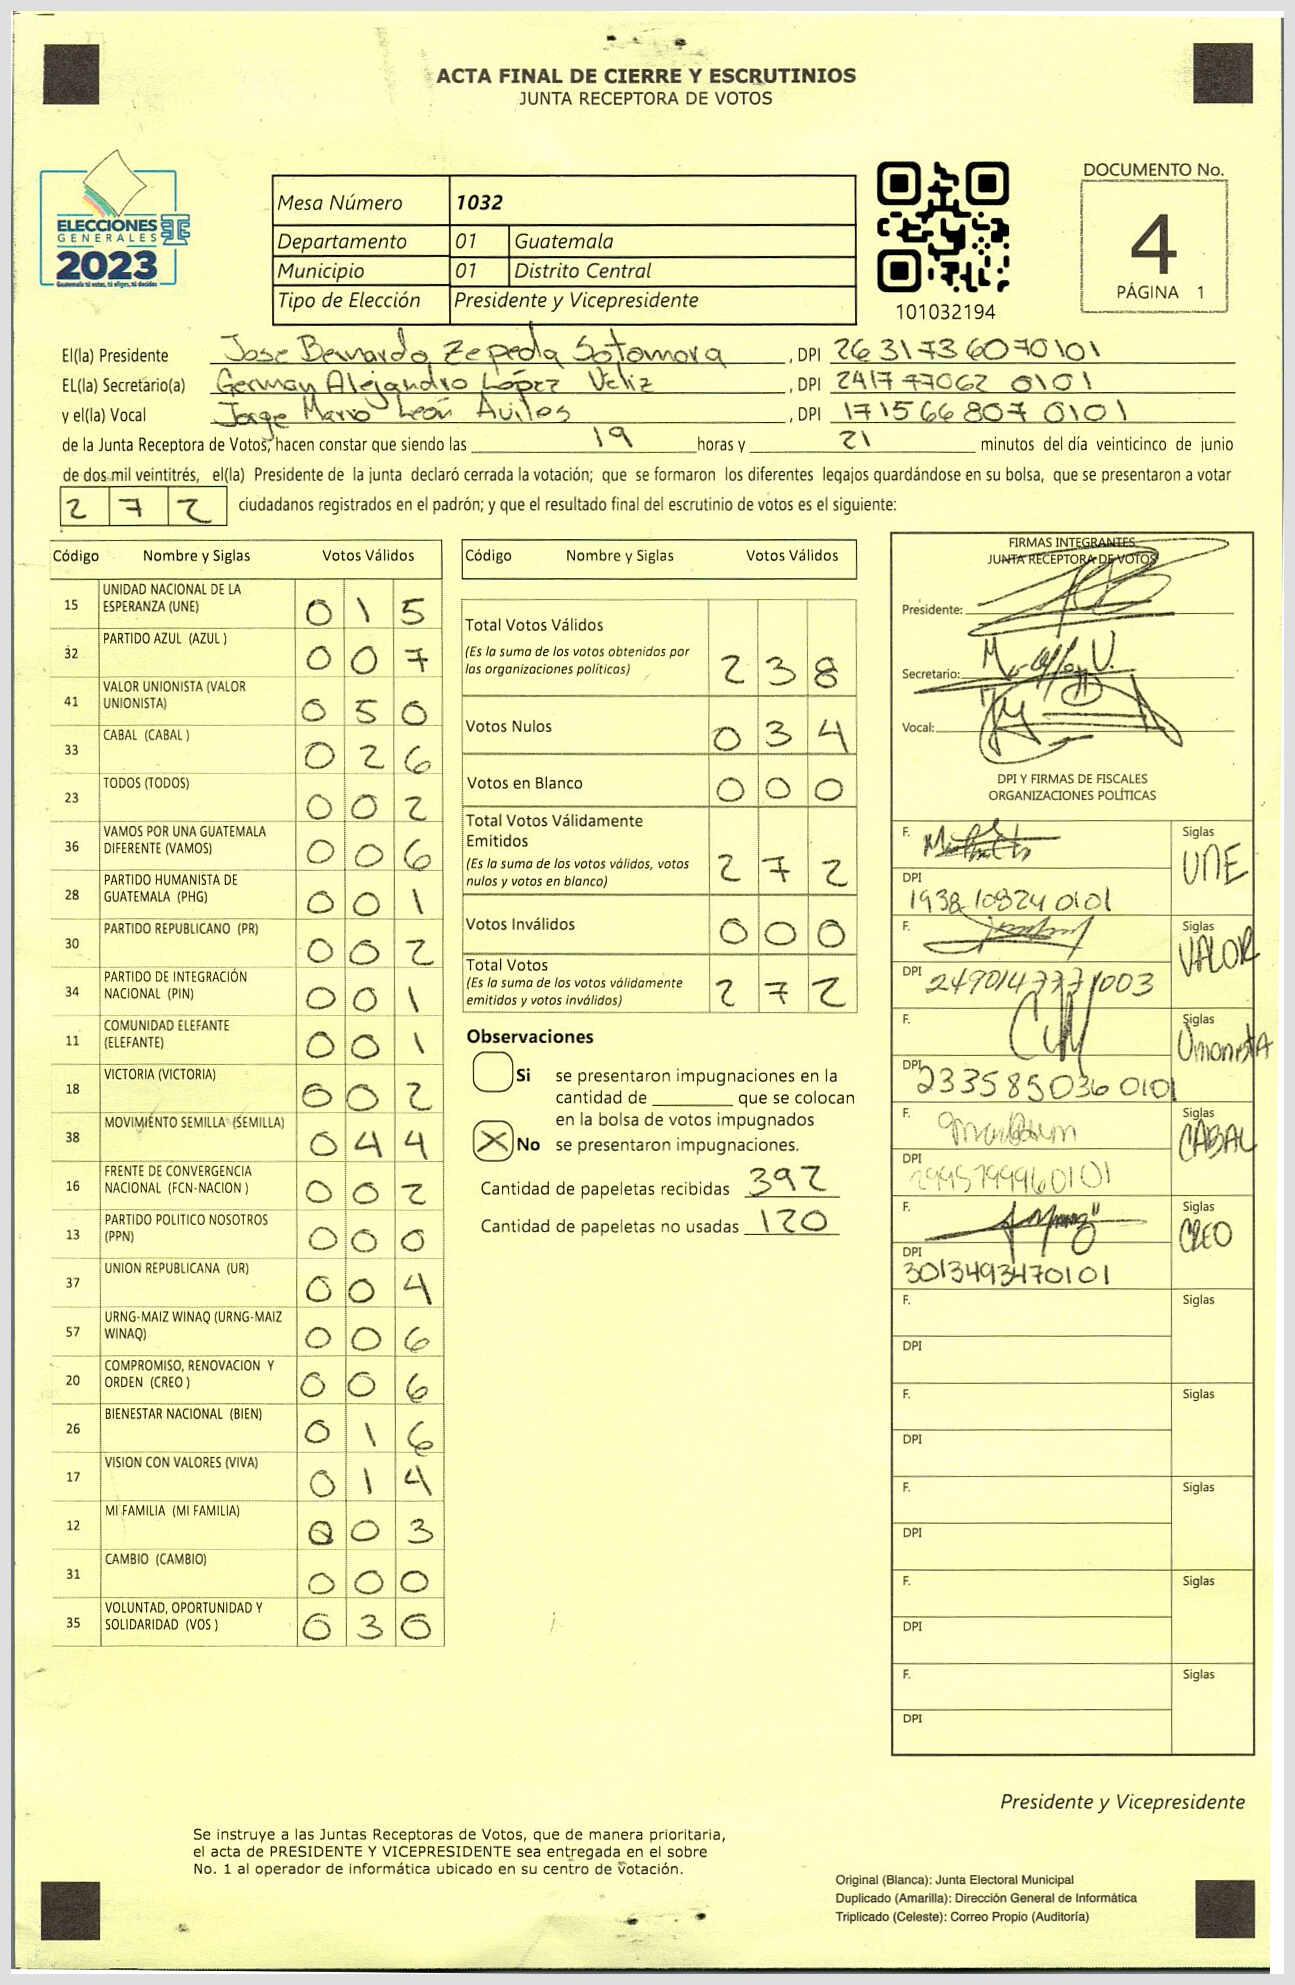 ACTA FINAL DE CIERRE Y ESCRUTINIOS
JUNTA RECEPTORA DE VOTOS
ELECCIONES
GENERALES
2023
Guatemala tú votas, tú eliges, tú decides
Mesa Número 1032
Departamento 01 Guatemala
Municipio 01 Distrito Central
Tipo de Elección Presidente y Vicepresidente
101032194
DOCUMENTO No.
4
PÁGINA 1
El(la) Presidente Jose Bernardo Zepeda Sotomora, DPI 2631736070101
EL(la) Secretario(a) German Alejandro López Veliz, DPI 241777062 0101
y el(la) Vocal Jorge Mario León Aviles, DPI 171566807 0101
de la Junta Receptora de Votos, hacen constar que siendo las 19 horas y 21 minutos del día veinticinco de junio
de dos mil veintitrés, el(la) Presidente de la junta declaró cerrada la votación; que se formaron los diferentes legajos guardándose en su bolsa, que se presentaron a votar
2 7 2 ciudadanos registrados en el padrón; y que el resultado final del escrutinio de votos es el siguiente:
Código Nombre y Siglas Votos Válidos
15 UNIDAD NACIONAL DE LA ESPERANZA (UNE) 0 1 5
32 PARTIDO AZUL (AZUL ) 0 0 7
41 VALOR UNIONISTA (VALOR UNIONISTA) 0 5 0
33 CABAL (CABAL ) 0 2 6
23 TODOS (TODOS) 0 0 2
36 VAMOS POR UNA GUATEMALA DIFERENTE (VAMOS) 0 0 6
28 PARTIDO HUMANISTA DE GUATEMALA (PHG) 0 0 1
30 PARTIDO REPUBLICANO (PR) 0 0 2
34 PARTIDO DE INTEGRACIÓN NACIONAL (PIN) 0 0 1
11 COMUNIDAD ELEFANTE (ELEFANTE) 0 0 1
18 VICTORIA (VICTORIA) 0 0 2
38 MOVIMIENTO SEMILLA (SEMILLA) 0 4 4
16 FRENTE DE CONVERGENCIA NACIONAL (FCN-NACION ) 0 0 2
13 PARTIDO POLITICO NOSOTROS (PPN) 0 0 0
37 UNION REPUBLICANA (UR) 0 0 4
57 URNG-MAIZ WINAQ (URNG-MAIZ WINAQ) 0 0 6
20 COMPROMISO, RENOVACION Y ORDEN (CREO ) 0 0 6
26 BIENESTAR NACIONAL (BIEN) 0 1 6
17 VISION CON VALORES (VIVA) 0 1 4
12 MI FAMILIA (MI FAMILIA) 0 0 3
31 CAMBIO (CAMBIO) 0 0 0
35 VOLUNTAD, OPORTUNIDAD Y SOLIDARIDAD (VOS ) 0 3 0
Código Nombre y Siglas Votos Válidos
Total Votos Válidos
(Es la suma de los votos obtenidos por
las organizaciones políticas) 2 3 8
Votos Nulos 0 3 4
Votos en Blanco 0 0 0
Total Votos Válidamente
Emitidos
(Es la suma de los votos válidos, votos
nulos y votos en blanco) 2 7 2
Votos Inválidos 0 0 0
Total Votos
(Es la suma de los votos válidamente
emitidos y votos inválidos) 2 7 2
Observaciones
Si se presentaron impugnaciones en la
cantidad de ________ que se colocan
en la bolsa de votos impugnados
X No se presentaron impugnaciones.
Cantidad de papeletas recibidas 392
Cantidad de papeletas no usadas 120
FIRMAS INTEGRANTES
JUNTA RECEPTORA DE VOTOS
Presidente:
Secretario:
Vocal:
DPI Y FIRMAS DE FISCALES
ORGANIZACIONES POLÍTICAS
F. Siglas UNE
DPI 1938 10824 0101
F. Siglas VALOR
DPI 2490147771003
F. Siglas Unionista
DPI 233585036 0101
F. Siglas CABAL
DPI 2995799960101
F. Siglas CREO
DPI 3013493470101
F. Siglas
DPI
F. Siglas
DPI
F. Siglas
DPI
F. Siglas
DPI
F. Siglas
DPI
Presidente y Vicepresidente
Se instruye a las Juntas Receptoras de Votos, que de manera prioritaria,
el acta de PRESIDENTE Y VICEPRESIDENTE sea entregada en el sobre
No. 1 al operador de informática ubicado en su centro de votación.
Original (Blanca): Junta Electoral Municipal
Duplicado (Amarilla): Dirección General de Informática
Triplicado (Celeste): Correo Propio (Auditoría)